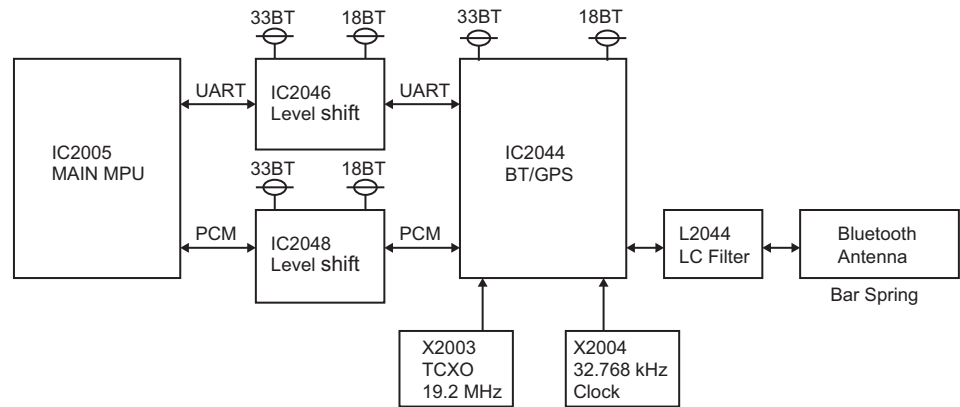 33BT
18BT
33BT
18BT
UART
IC2046
Level shift
UART
IC2005
MAIN MPU
IC2044
BT/GPS
33BT
18BT
PCM
IC2048
Level shift
PCM
L2044
LC Filter
Bluetooth
Antenna
Bar Spring
X2003
TCXO
19.2 MHz
X2004
32.768 kHz
Clock